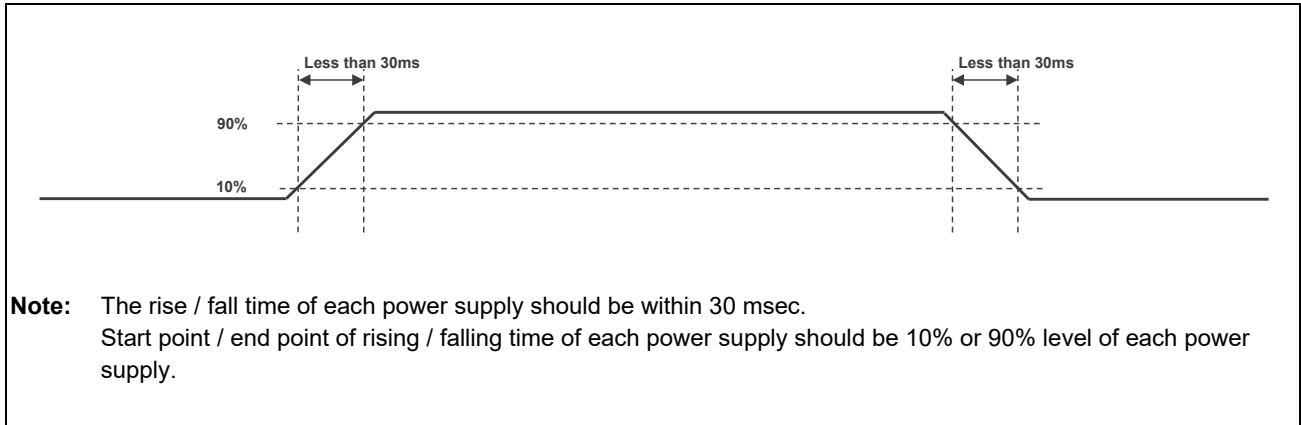 Less than 30ms
Less than 30ms
90%
10%
Note: The rise / fall time of each power supply should be within 30 msec.
Start point / end point of rising / falling time of each power supply should be 10% or 90% level of each power
supply.